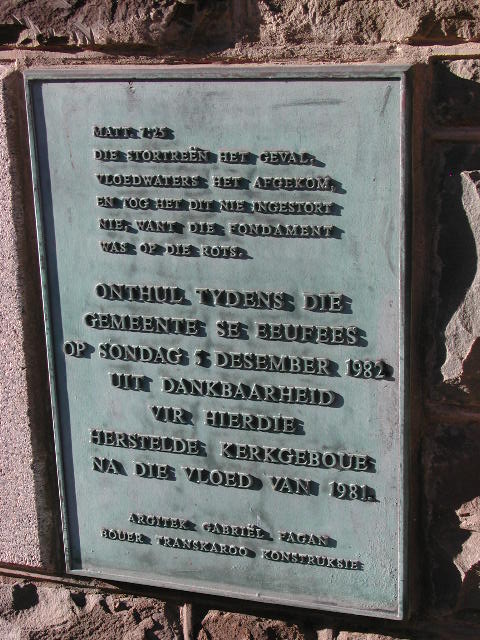 MATT. 7:25
DIE STORTREËN HET GEVAL,
VLOEDWATERS HET AFGEKOM,
EN TOG HET DIT NIE INGESTORT
NIE, WANT DIE FONDAMENT
WAS OP DIE ROTS.
ONTHUL TYDENS DIE
GEMEENTE SE EEUFEES
OP SONDAG 5 DESEMBER 1982
UIT DANKBAARHEID
VIR HIERDIE
HERSTELDE KERKGEBOUE
NA DIE VLOED VAN 1981.
ARGITEK GABRIËL FAGAN
BOUER TRANSKAROO KONSTRUKSIE